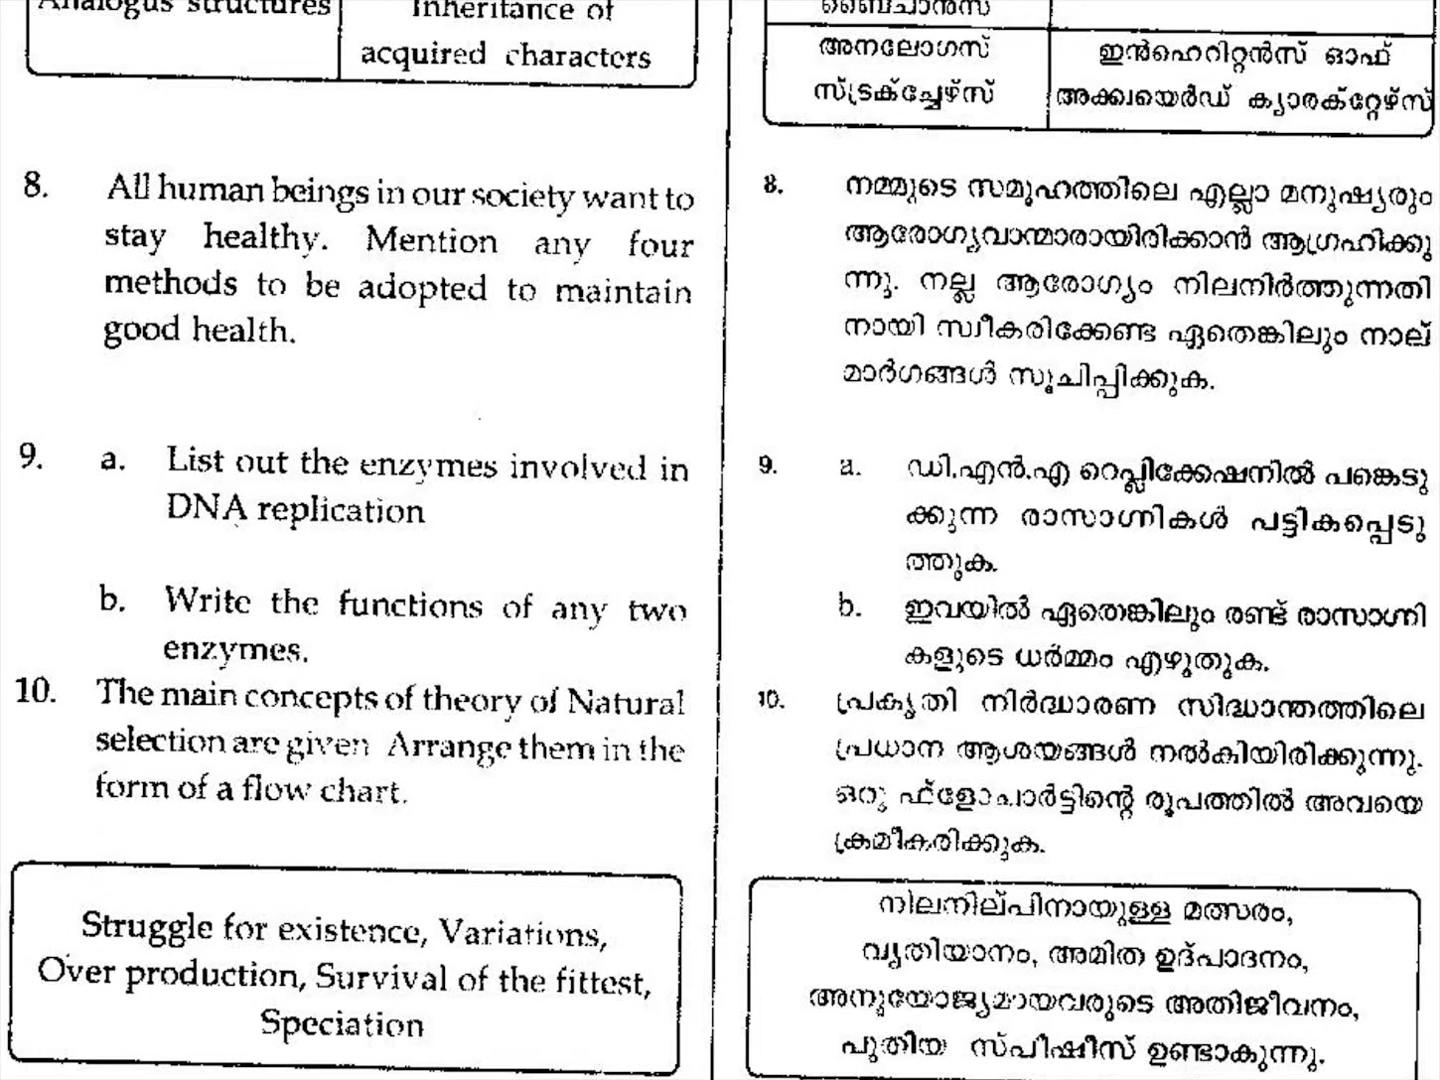 Analogus structures
Inheritance of
acquired characters
8. All human beings in our society want to
stay healthy. Mention any four
methods to be adopted to maintain
good health.
9. a. List out the enzymes involved in
DNA replication
b. Write the functions of any two
enzymes.
10. The main concepts of theory of Natural
selection are given Arrange them in the
form of a flow chart.
Struggle for existence, Variations,
Over production, Survival of the fittest,
Speciation
ബൈചാൻസ്
അനലോഗസ്
സ്ട്രക്ച്ചേഴ്സ്
ഇൻഹെറിറ്റൻസ് ഓഫ്
അക്ക്വയെർഡ് ക്യാരക്റ്റേഴ്സ്
8. നമ്മുടെ സമൂഹത്തിലെ എല്ലാ മനുഷ്യരും
ആരോഗ്യവാന്മാരായിരിക്കാൻ ആഗ്രഹിക്കു
ന്നു. നല്ല ആരോഗ്യം നിലനിർത്തുന്നതി
നായി സ്വീകരിക്കേണ്ട ഏതെങ്കിലും നാല്
മാർഗങ്ങൾ സൂചിപ്പിക്കുക.
9. a. ഡി.എൻ.എ റെപ്ലിക്കേഷനിൽ പങ്കെടു
ക്കുന്ന രാസാഗ്നികൾ പട്ടികപ്പെടു
ത്തുക.
b. ഇവയിൽ ഏതെങ്കിലും രണ്ട് രാസാഗ്നി
കളുടെ ധർമ്മം എഴുതുക.
10. പ്രകൃതി നിർദ്ധാരണ സിദ്ധാന്തത്തിലെ
പ്രധാന ആശയങ്ങൾ നൽകിയിരിക്കുന്നു.
ഒരു ഫ്ളോചാർട്ടിന്റെ രൂപത്തിൽ അവയെ
ക്രമീകരിക്കുക.
നിലനില്പിനായുള്ള മത്സരം,
വ്യതിയാനം, അമിത ഉദ്പാദനം,
അനുയോജ്യമായവരുടെ അതിജീവനം,
പുതിയ സ്പീഷീസ് ഉണ്ടാകുന്നു.